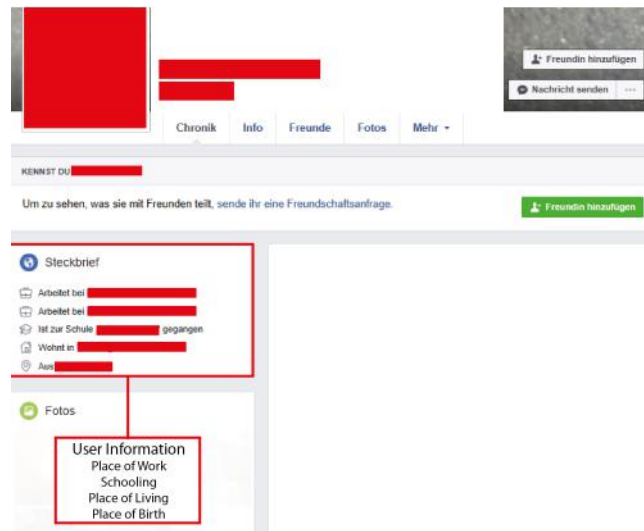 Freundin hinzufügen
Nachricht senden ...
Chronik Info Freunde Fotos Mehr
KENNST DU
Um zu sehen, was sie mit Freunden teilt, sende ihr eine Freundschaftsanfrage.
Freundin hinzufügen
Steckbrief
Arbeitet bei
Arbeitet bei
Ist zur Schule gegangen
Wohnt in
Aus
Fotos
User Information
Place of Work
Schooling
Place of Living
Place of Birth